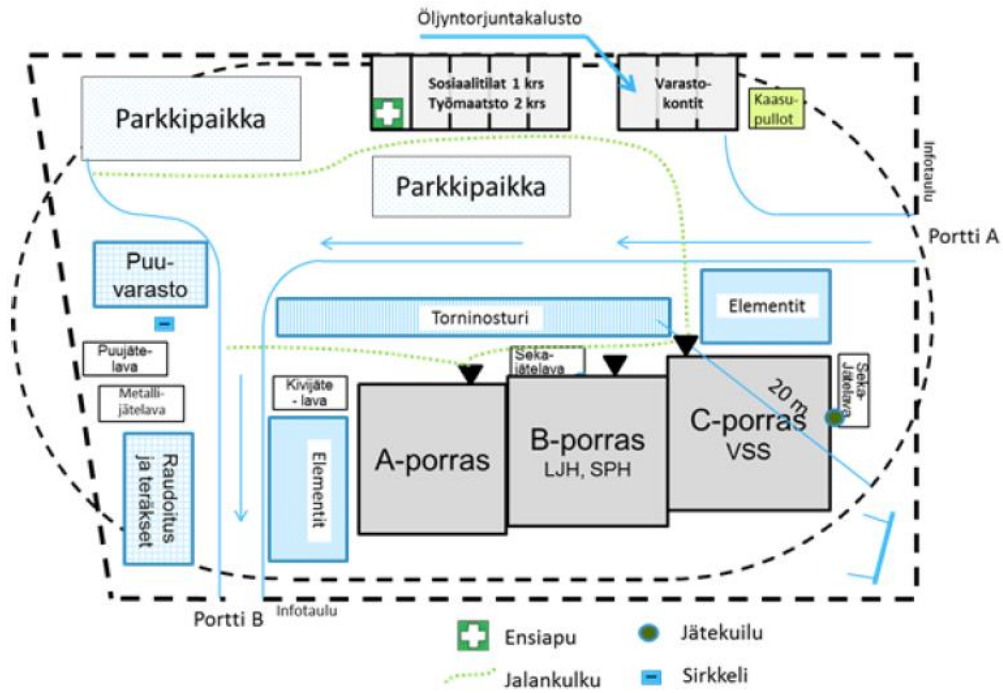 Öljyntorjuntakalusto
Sosiaalitilat 1 krs
Työmaatsto 2 krs
Varasto-
kontit
Kaasu-
pullot
Parkkipaikka
Parkkipaikka
Infotaulu
Portti A
Puu-
varasto
Elementit
Torninosturi
Puujäte-
lava
Metalli-
jätelava
Kivijäte
- lava
Seka-
jätelava
Seka-
Jätelava
20 m
A-porras
B-porras
LJH, SPH
C-porras
VSS
Raudoitus
ja teräkset
Elementit
Portti B
Infotaulu
Ensiapu
Jätekuilu
Jalankulku
Sirkkeli